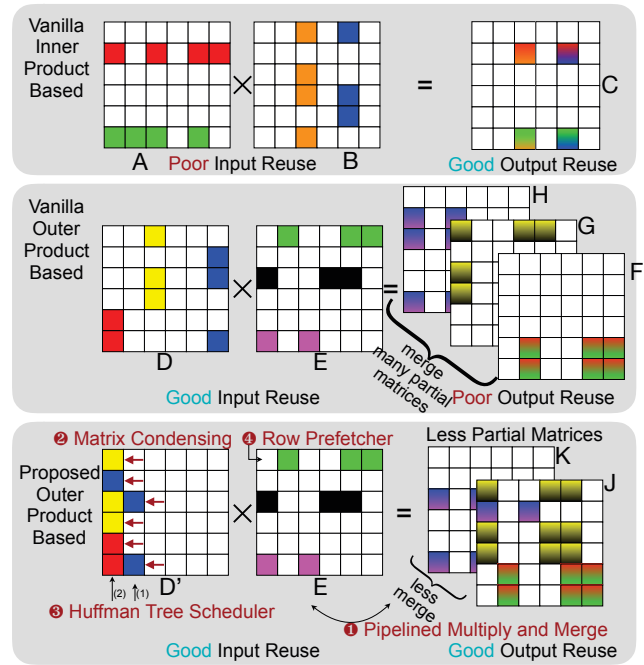 Vanilla
Inner
Product
Based
×
=
C
A
Poor Input Reuse
B
Good Output Reuse
Vanilla
Outer
Product
Based
×
=
H
G
F
D
E
merge
many partial
matrices
Good Input Reuse
Poor Output Reuse
❷ Matrix Condensing
❹ Row Prefetcher
Less Partial Matrices
Proposed
Outer
Product
Based
×
=
K
J
(2)
(1)
D'
E
less
merge
❸ Huffman Tree Scheduler
❶ Pipelined Multiply and Merge
Good Input Reuse
Good Output Reuse